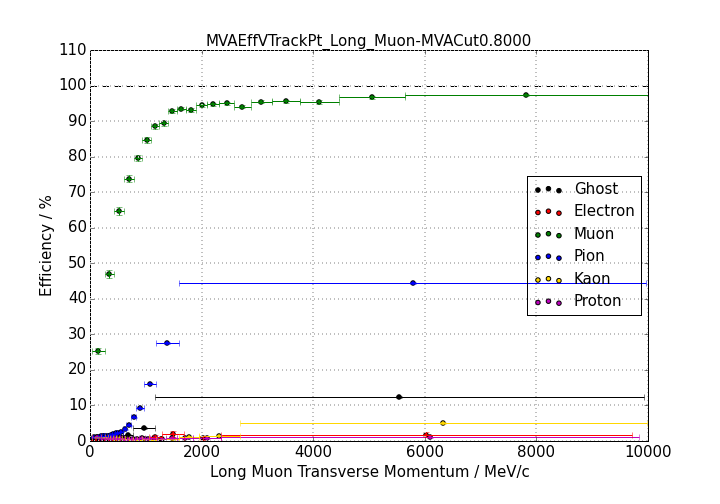 MVAEffVTrackPt_Long_Muon-MVACut0.8000
110
100
90
80
70
60
50
40
30
20
10
0
Efficiency / %
Ghost
Electron
Muon
Pion
Kaon
Proton
0 2000 4000 6000 8000 10000
Long Muon Transverse Momentum / MeV/c